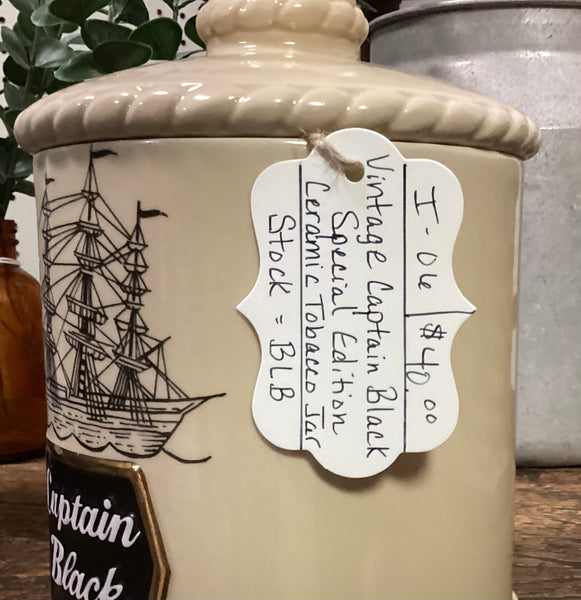 I-06 $40.00
Vintage Captain Black
Special Edition
Ceramic Tobacco Jar
Stock = BLB
Captain
Black